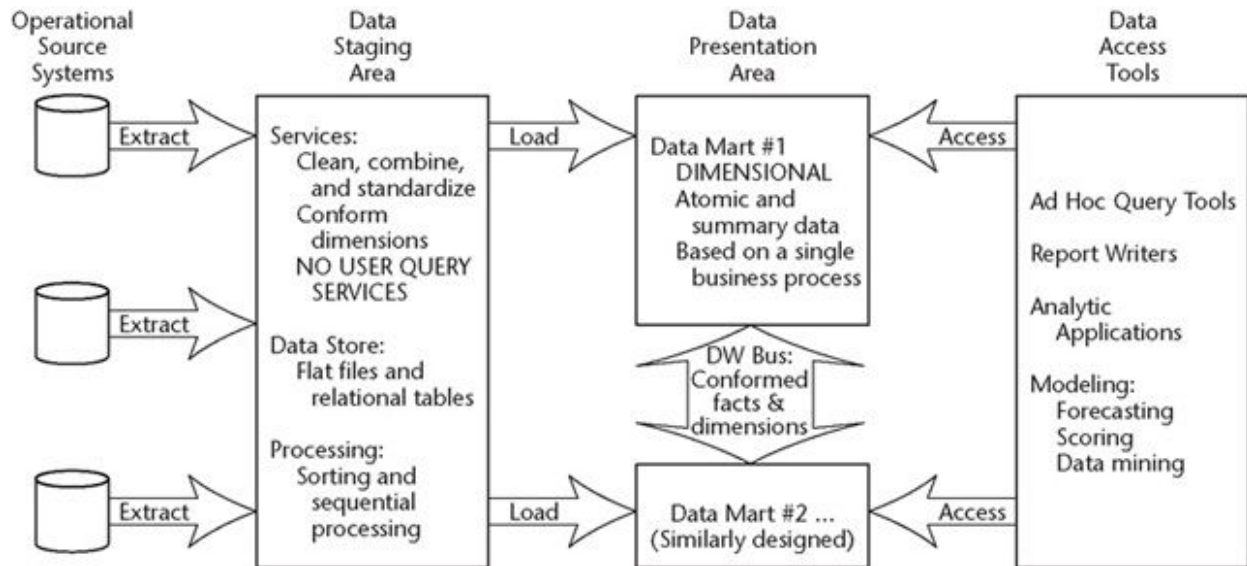 Operational
Source
Systems
Data
Staging
Area
Data
Presentation
Area
Data
Access
Tools
Extract
Extract
Extract
Services:
Clean, combine,
and standardize
Conform
dimensions
NO USER QUERY
SERVICES
Data Store:
Flat files and
relational tables
Processing:
Sorting and
sequential
processing
Load
Load
Data Mart #1
DIMENSIONAL
Atomic and
summary data
Based on a single
business process
DW Bus:
Conformed
facts &
dimensions
Data Mart #2 ...
(Similarly designed)
Access
Access
Ad Hoc Query Tools
Report Writers
Analytic
Applications
Modeling:
Forecasting
Scoring
Data mining